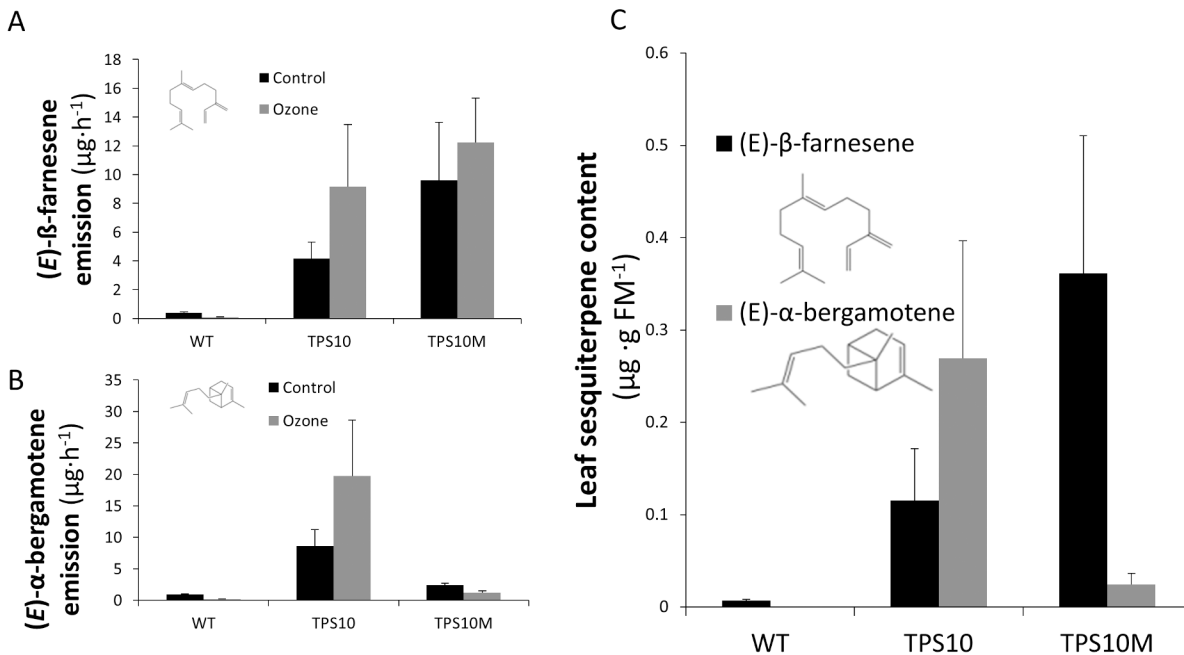 A
(E)-ß-farnesene
emission (µg·h⁻¹)
18
16
14
12
10
8
6
4
2
0
Control
Ozone
WT
TPS10
TPS10M
B
(E)-α-bergamotene
emission (µg·h⁻¹)
35
30
25
20
15
10
5
0
Control
Ozone
WT
TPS10
TPS10M
C
Leaf sesquiterpene content
(µg ·g FM⁻¹)
0.6
0.5
0.4
0.3
0.2
0.1
0
(E)-β-farnesene
(E)-α-bergamotene
WT
TPS10
TPS10M